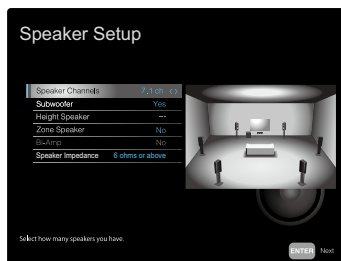 Speaker Setup
Speaker Channels 7.1 ch <>
Subwoofer Yes
Height Speaker --
Zone Speaker No
Bi-Amp No
Speaker Impedance 6 ohms or above
Select how many speakers you have.
ENTER Next